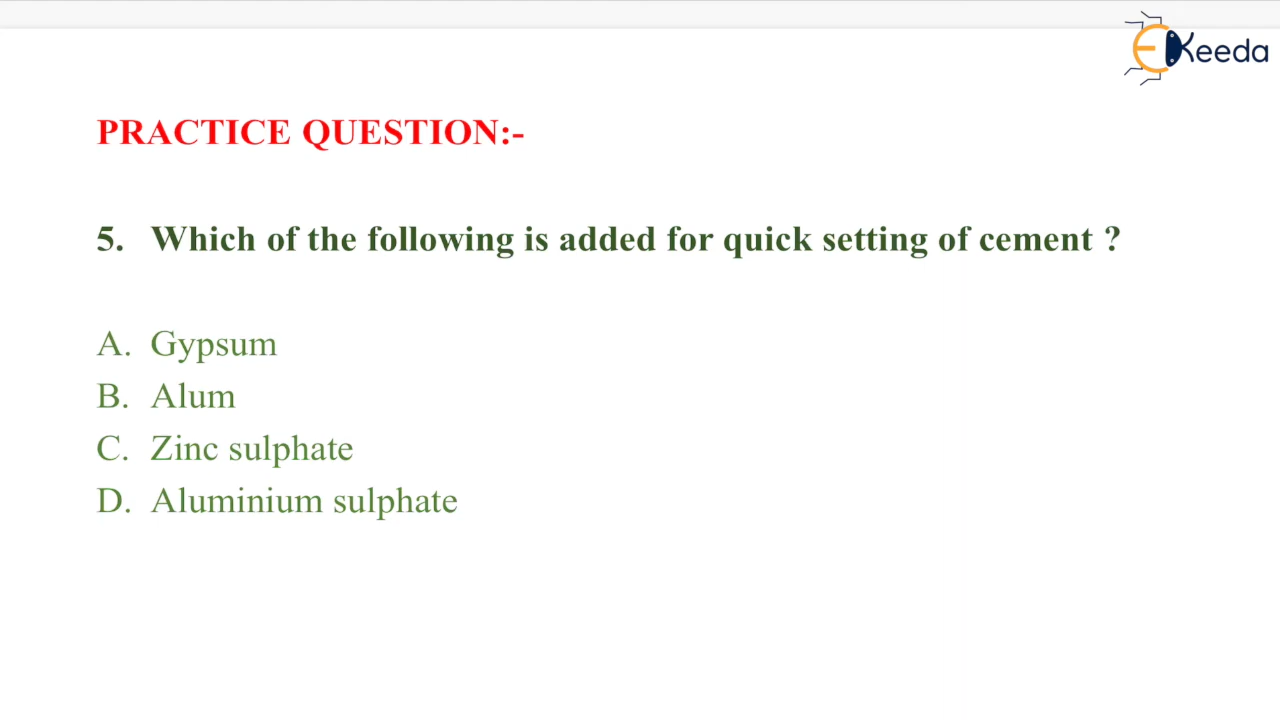 EKeeda
PRACTICE QUESTION:-
5. Which of the following is added for quick setting of cement ?
A. Gypsum
B. Alum
C. Zinc sulphate
D. Aluminium sulphate